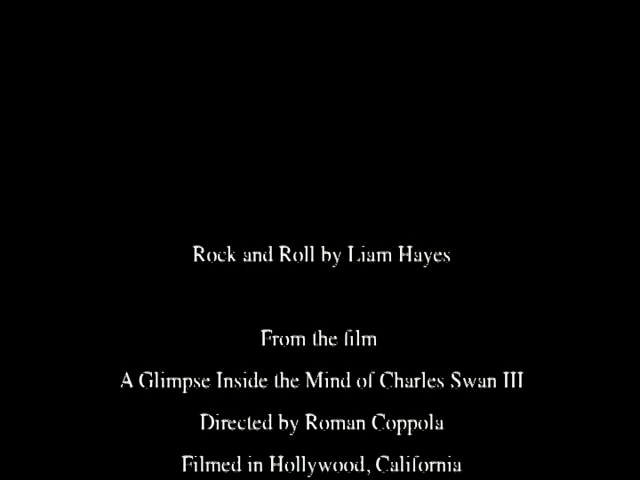 Rock and Roll by Liam Hayes
From the film
A Glimpse Inside the Mind of Charles Swan III
Directed by Roman Coppola
Filmed in Hollywood, California